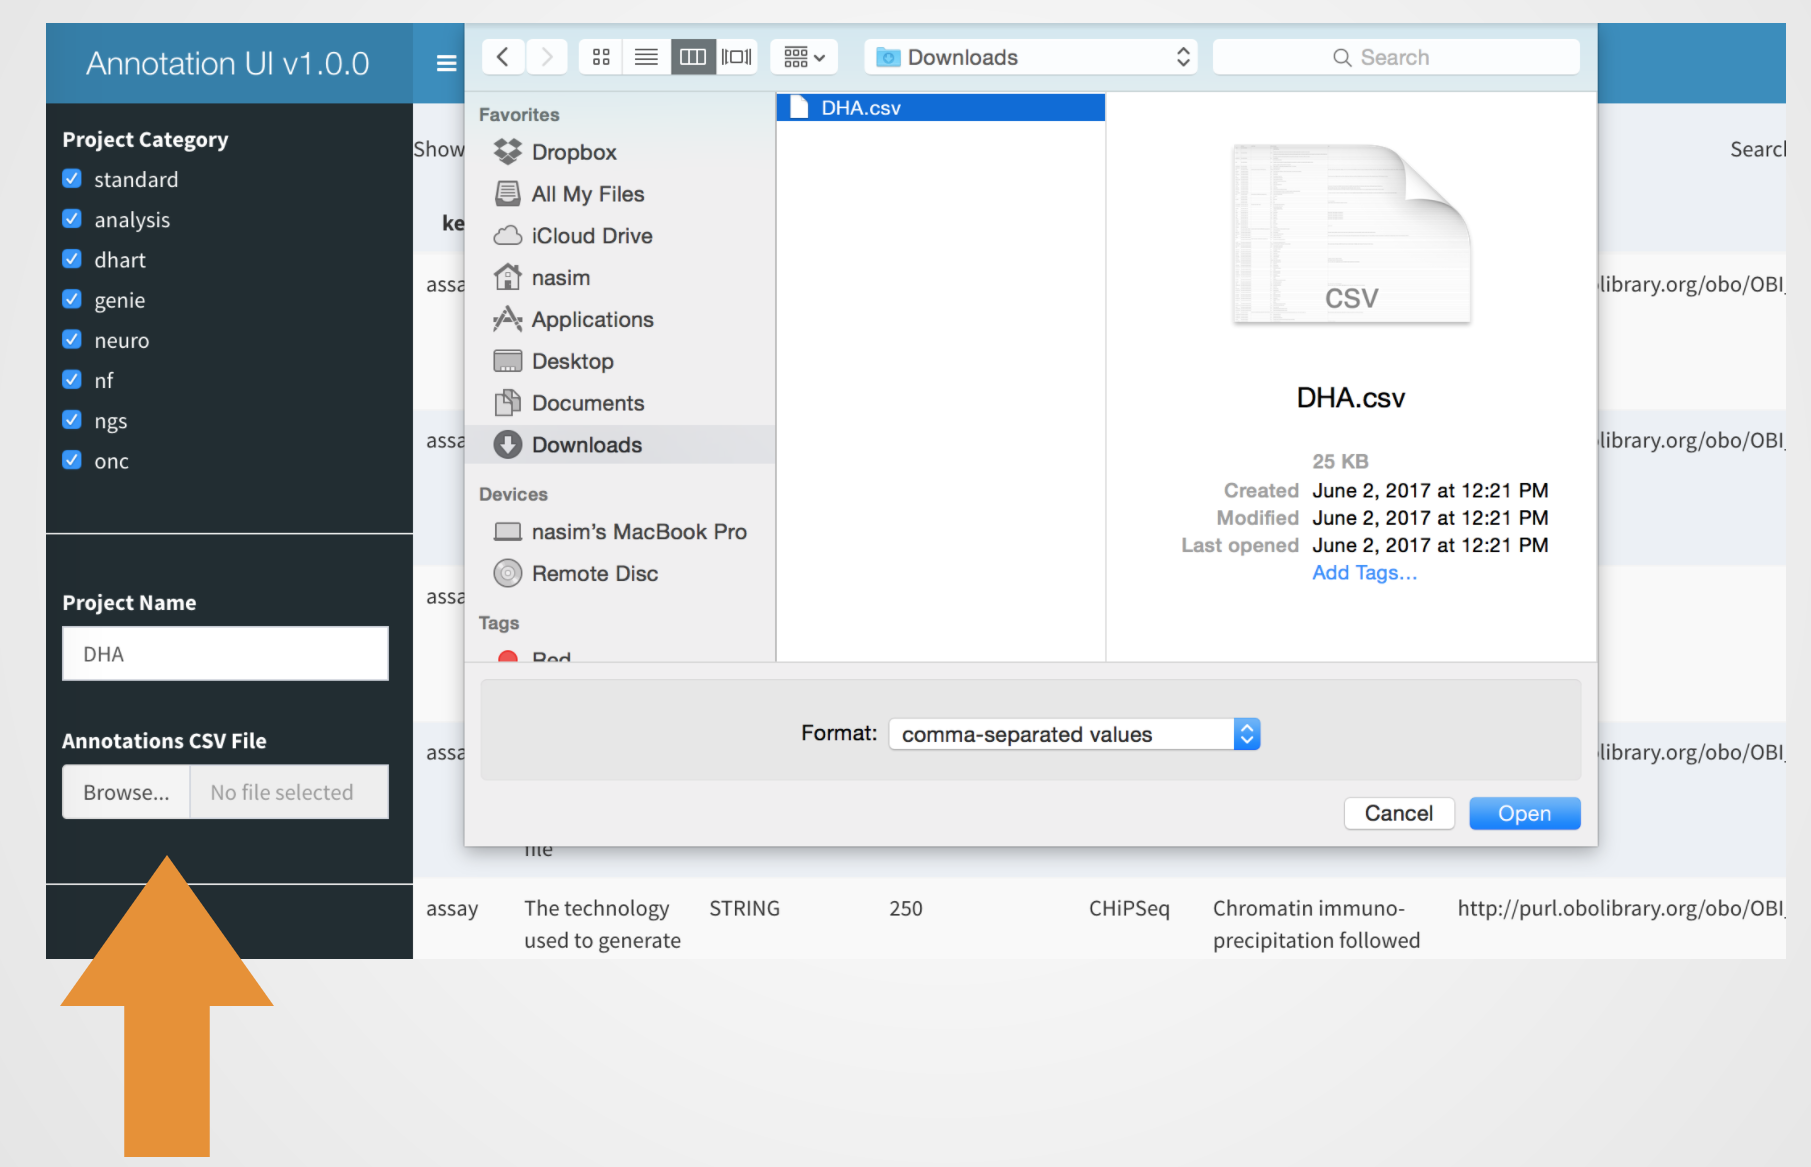 Annotation UI v1.0.0
Downloads
Search
Project Category
standard
analysis
dhart
genie
neuro
nf
ngs
onc
Project Name
DHA
Annotations CSV File
Browse...
No file selected
Favorites
Dropbox
All My Files
iCloud Drive
nasim
Applications
Desktop
Documents
Downloads
Devices
nasim's MacBook Pro
Remote Disc
Tags
Red
DHA.csv
CSV
DHA.csv
25 KB
Created June 2, 2017 at 12:21 PM
Modified June 2, 2017 at 12:21 PM
Last opened June 2, 2017 at 12:21 PM
Add Tags...
Format: comma-separated values
Cancel
Open
Show
Search
ke
assa
library.org/obo/OBI_
assa
library.org/obo/OBI_
assa
assa
library.org/obo/OBI_
file
assay The technology STRING 250 CHiPSeq Chromatin immuno- http://purl.obolibrary.org/obo/OBI_
used to generate precipitation followed